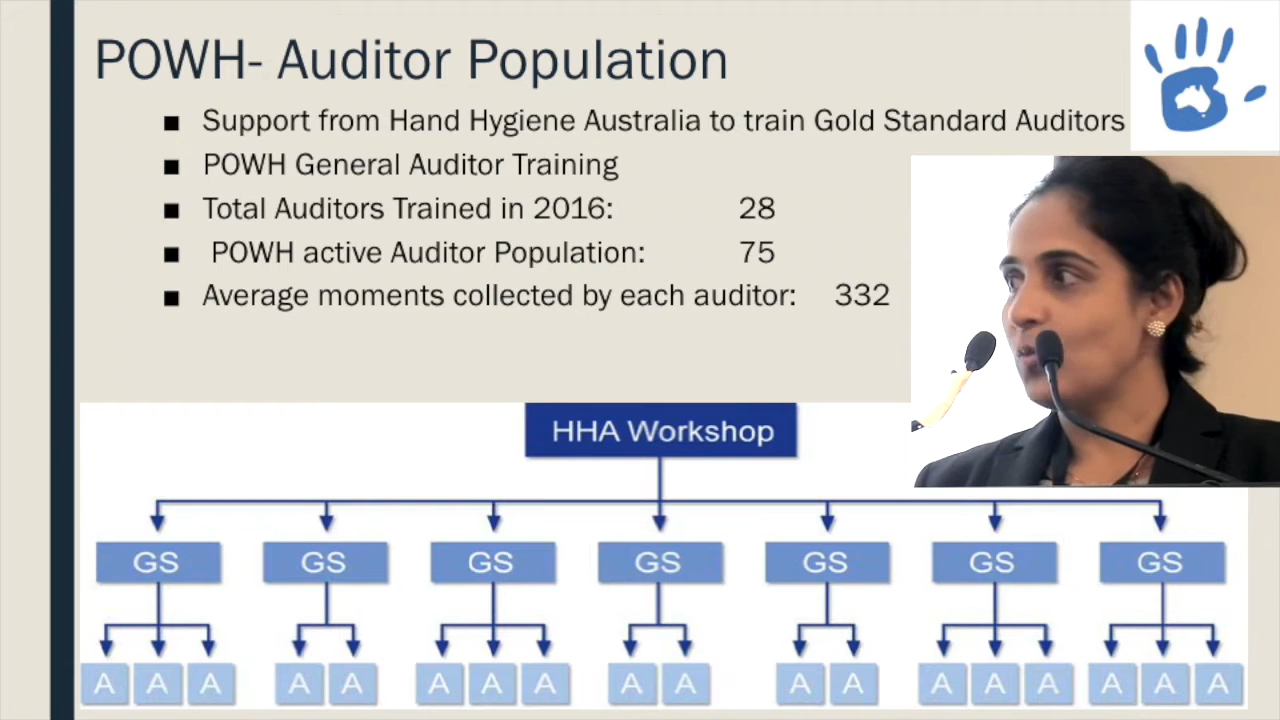 POWH- Auditor Population
■ Support from Hand Hygiene Australia to train Gold Standard Auditors
■ POWH General Auditor Training
■ Total Auditors Trained in 2016: 28
■ POWH active Auditor Population: 75
■ Average moments collected by each auditor: 332
HHA Workshop
GS GS GS GS GS GS GS
A A A A A A A A A A A A A A A A A A